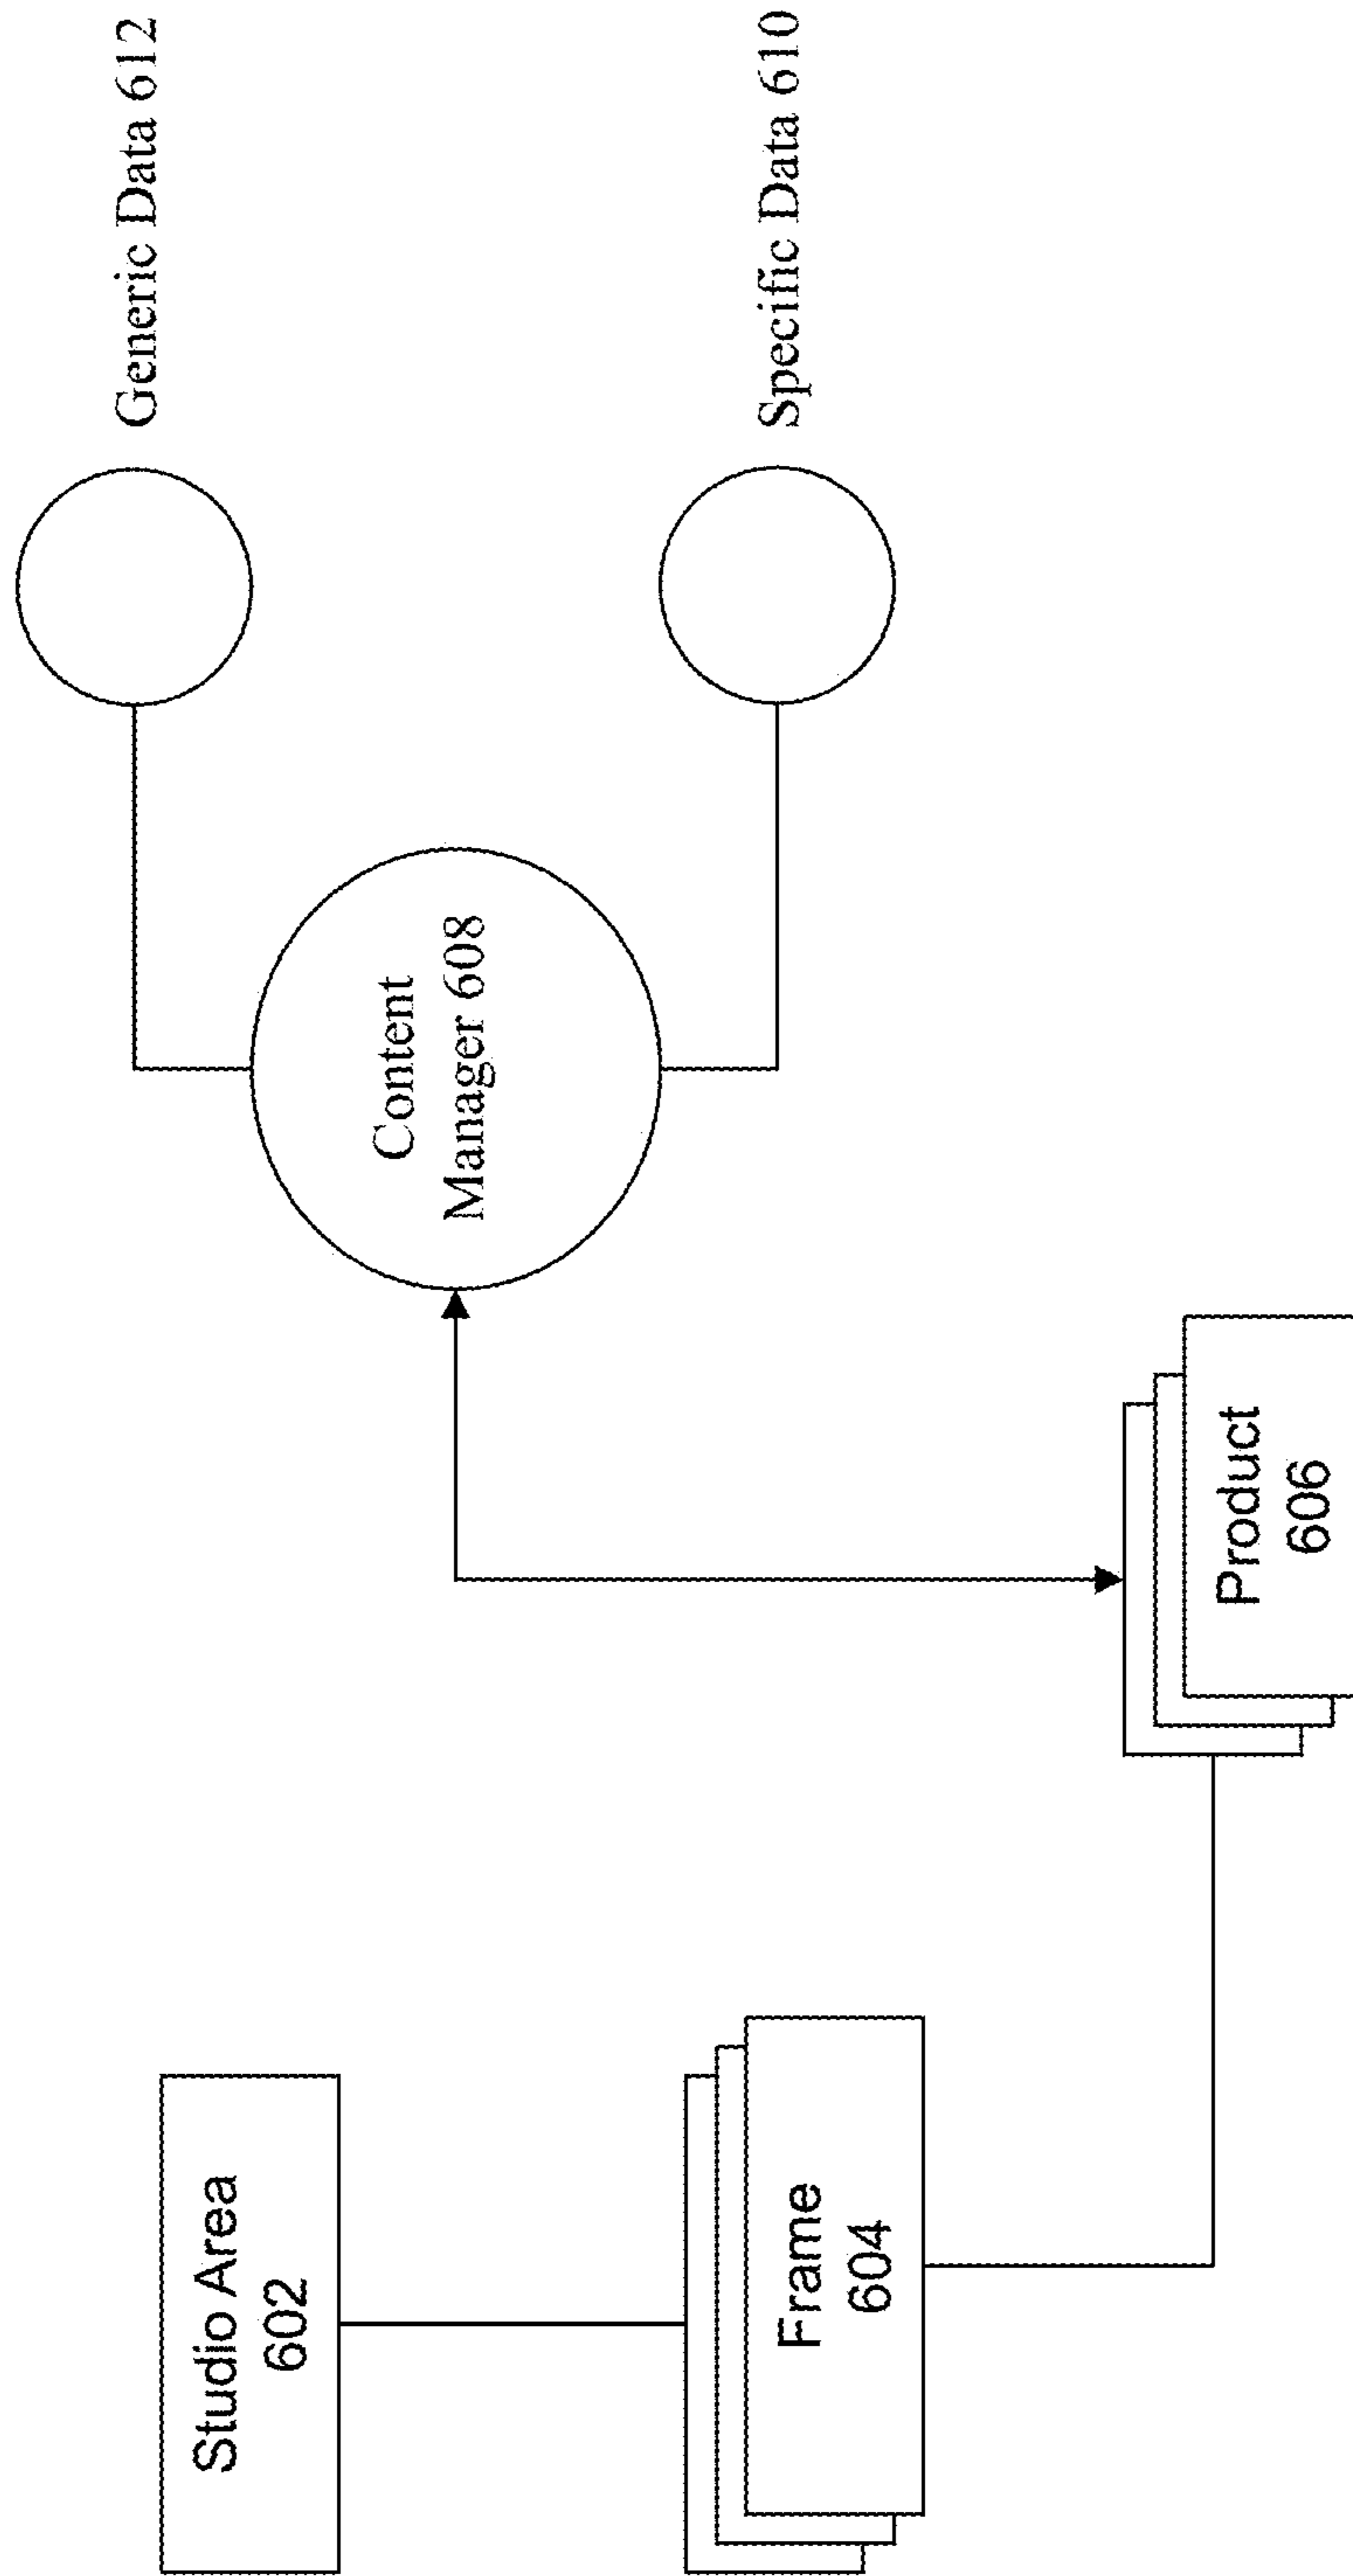 Studio Area
602
Frame
604
Product
606
Content
Manager 608
Generic Data 612
Specific Data 610